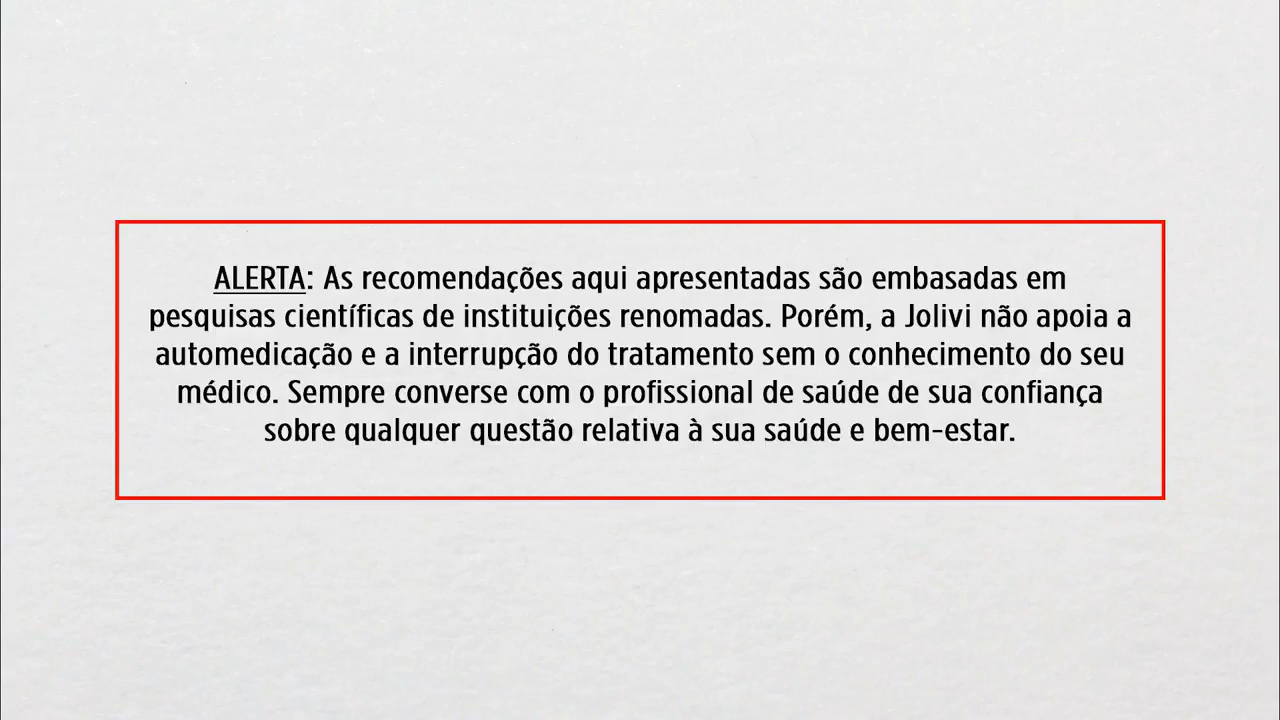 ALERTA: As recomendações aqui apresentadas são embasadas em
pesquisas científicas de instituições renomadas. Porém, a Jolivi não apoia a
automedicação e a interrupção do tratamento sem o conhecimento do seu
médico. Sempre converse com o profissional de saúde de sua confiança
sobre qualquer questão relativa à sua saúde e bem-estar.